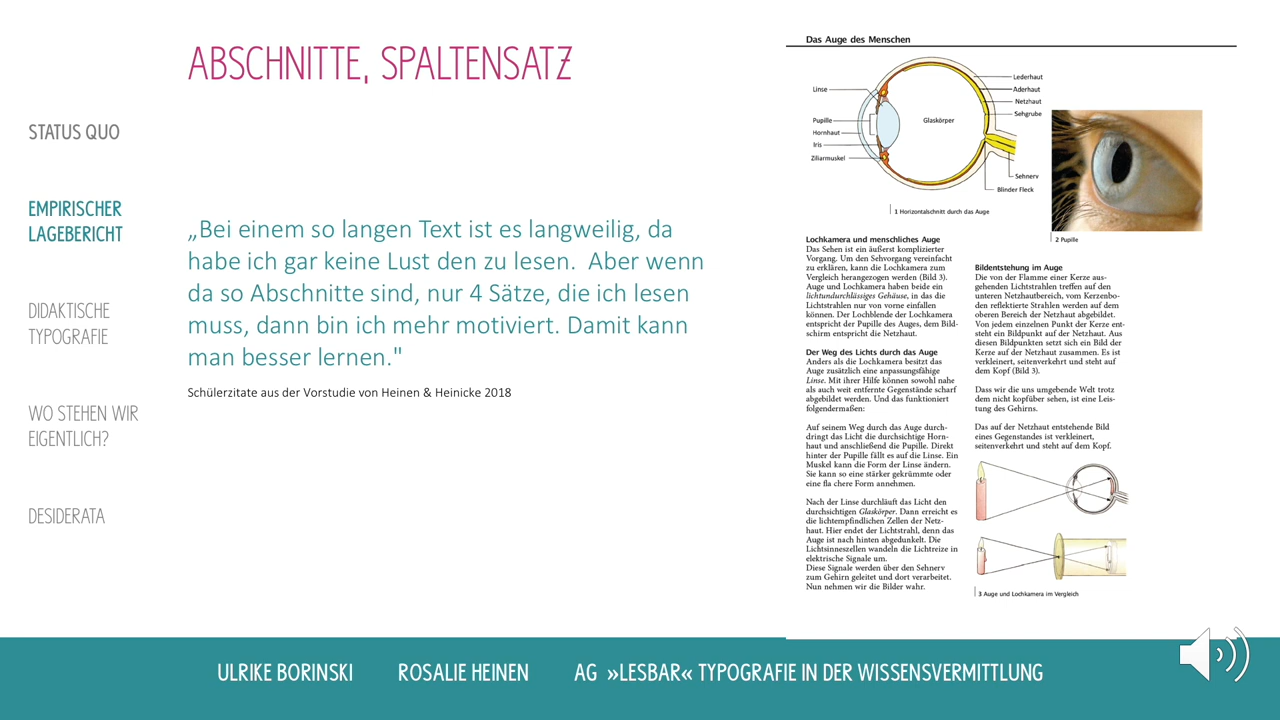 ABSCHNITTE, SPALTENSATZ
STATUS QUO
EMPIRISCHER
LAGEBERICHT
DIDAKTISCHE
TYPOGRAFIE
WO STEHEN WIR
EIGENTLICH?
DESIDERATA
„Bei einem so langen Text ist es langweilig, da
habe ich gar keine Lust den zu lesen.  Aber wenn
da so Abschnitte sind, nur 4 Sätze, die ich lesen
muss, dann bin ich mehr motiviert. Damit kann
man besser lernen."
Schülerzitate aus der Vorstudie von Heinen & Heinicke 2018
Das Auge des Menschen
Linse
Pupille
Hornhaut
Iris
Ziliarmuskel
Glaskörper
Lederhaut
Aderhaut
Netzhaut
Sehgrube
Sehnerv
Blinder Fleck
1 Horizontalschnitt durch das Auge
2 Pupille
Lochkamera und menschliches Auge
Das Sehen ist ein äußerst komplizierter
Vorgang. Um den Sehvorgang vereinfacht
zu erklären, kann die Lochkamera zum
Vergleich herangezogen werden (Bild 3).
Auge und Lochkamera haben beide ein
lichtundurchlässiges Gehäuse, in das die
Lichtstrahlen nur von vorne einfallen
können. Der Lochblende der Lochkamera
entspricht der Pupille des Auges, dem Bild-
schirm entspricht die Netzhaut.
Der Weg des Lichts durch das Auge
Anders als die Lochkamera besitzt das
Auge zusätzlich eine anpassungsfähige
Linse. Mit ihrer Hilfe können sowohl nahe
als auch weit entfernte Gegenstände scharf
abgebildet werden. Und das funktioniert
folgendermaßen:
Auf seinem Weg durch das Auge durch-
dringt das Licht die durchsichtige Horn-
haut und anschließend die Pupille. Direkt
hinter der Pupille fällt es auf die Linse. Ein
Muskel kann die Form der Linse ändern.
Sie kann so eine stärker gekrümmte oder
eine fla chere Form annehmen.
Nach der Linse durchläuft das Licht den
durchsichtigen Glaskörper. Dann erreicht es
die lichtempfindlichen Zellen der Netz-
haut. Hier endet der Lichtstrahl, denn das
Auge ist nach hinten abgedunkelt. Die
Lichtsinneszellen wandeln die Lichtreize in
elektrische Signale um.
Diese Signale werden über den Sehnerv
zum Gehirn geleitet und dort verarbeitet.
Nun nehmen wir die Bilder wahr.
Bildentstehung im Auge
Die von der Flamme einer Kerze aus-
gehenden Lichtstrahlen treffen auf den
unteren Netzhautbereich, vom Kerzenbo-
den reflektierte Strahlen werden auf dem
oberen Bereich der Netzhaut abgebildet.
Von jedem einzelnen Punkt der Kerze ent-
steht ein Bildpunkt auf der Netzhaut. Aus
diesen Bildpunkten setzt sich ein Bild der
Kerze auf der Netzhaut zusammen. Es ist
verkleinert, seitenverkehrt und steht auf
dem Kopf (Bild 3).
Dass wir die uns umgebende Welt trotz
dem nicht kopfüber sehen, ist eine Leis-
tung des Gehirns.
Das auf der Netzhaut entstehende Bild
eines Gegenstandes ist verkleinert,
seitenverkehrt und steht auf dem Kopf.
3 Auge und Lochkamera im Vergleich
ULRIKE BORINSKI ROSALIE HEINEN AG »LESBAR« TYPOGRAFIE IN DER WISSENSVERMITTLUNG